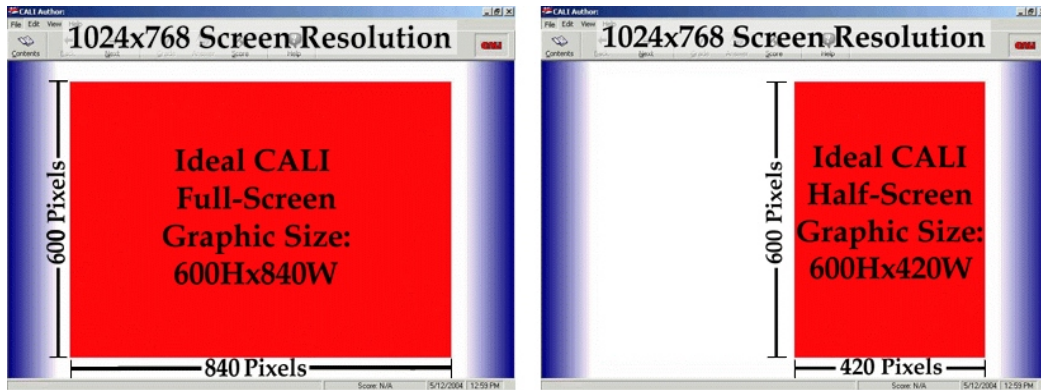 CALI Author:
File Edit View Help
1024x768 Screen Resolution
Contents Next Score Help
CALI
600 Pixels
Ideal CALI
Full-Screen
Graphic Size:
600Hx840W
840 Pixels
Score: N/A 5/12/2004 12:59 PM
CALI Author:
File Edit View Help
1024x768 Screen Resolution
Contents Next Score Help
CALI
600 Pixels
Ideal CALI
Half-Screen
Graphic Size:
600Hx420W
420 Pixels
Score: N/A 5/12/2004 12:59 PM